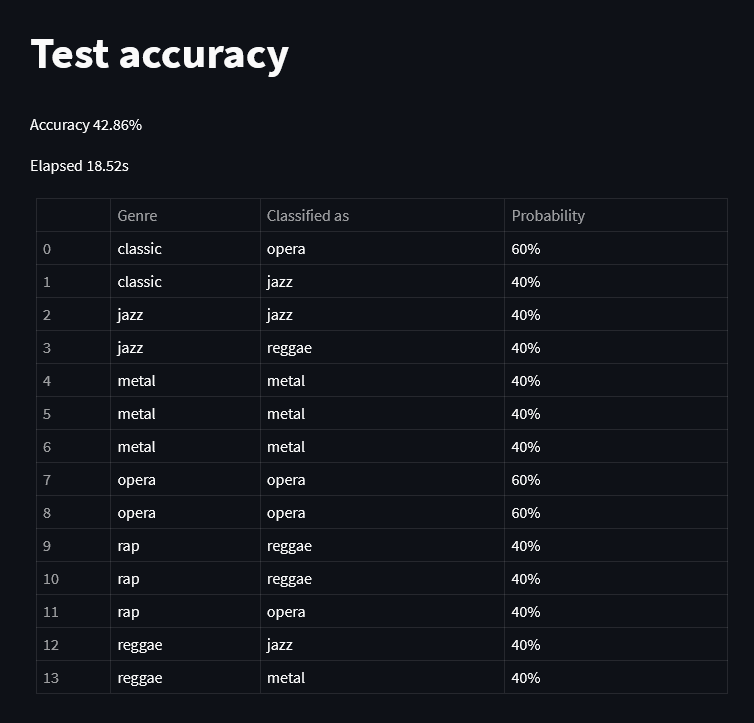 Test accuracy
Accuracy 42.86%
Elapsed 18.52s
Genre Classified as Probability
0 classic opera 60%
1 classic jazz 40%
2 jazz jazz 40%
3 jazz reggae 40%
4 metal metal 40%
5 metal metal 40%
6 metal metal 40%
7 opera opera 60%
8 opera opera 60%
9 rap reggae 40%
10 rap reggae 40%
11 rap opera 40%
12 reggae jazz 40%
13 reggae metal 40%